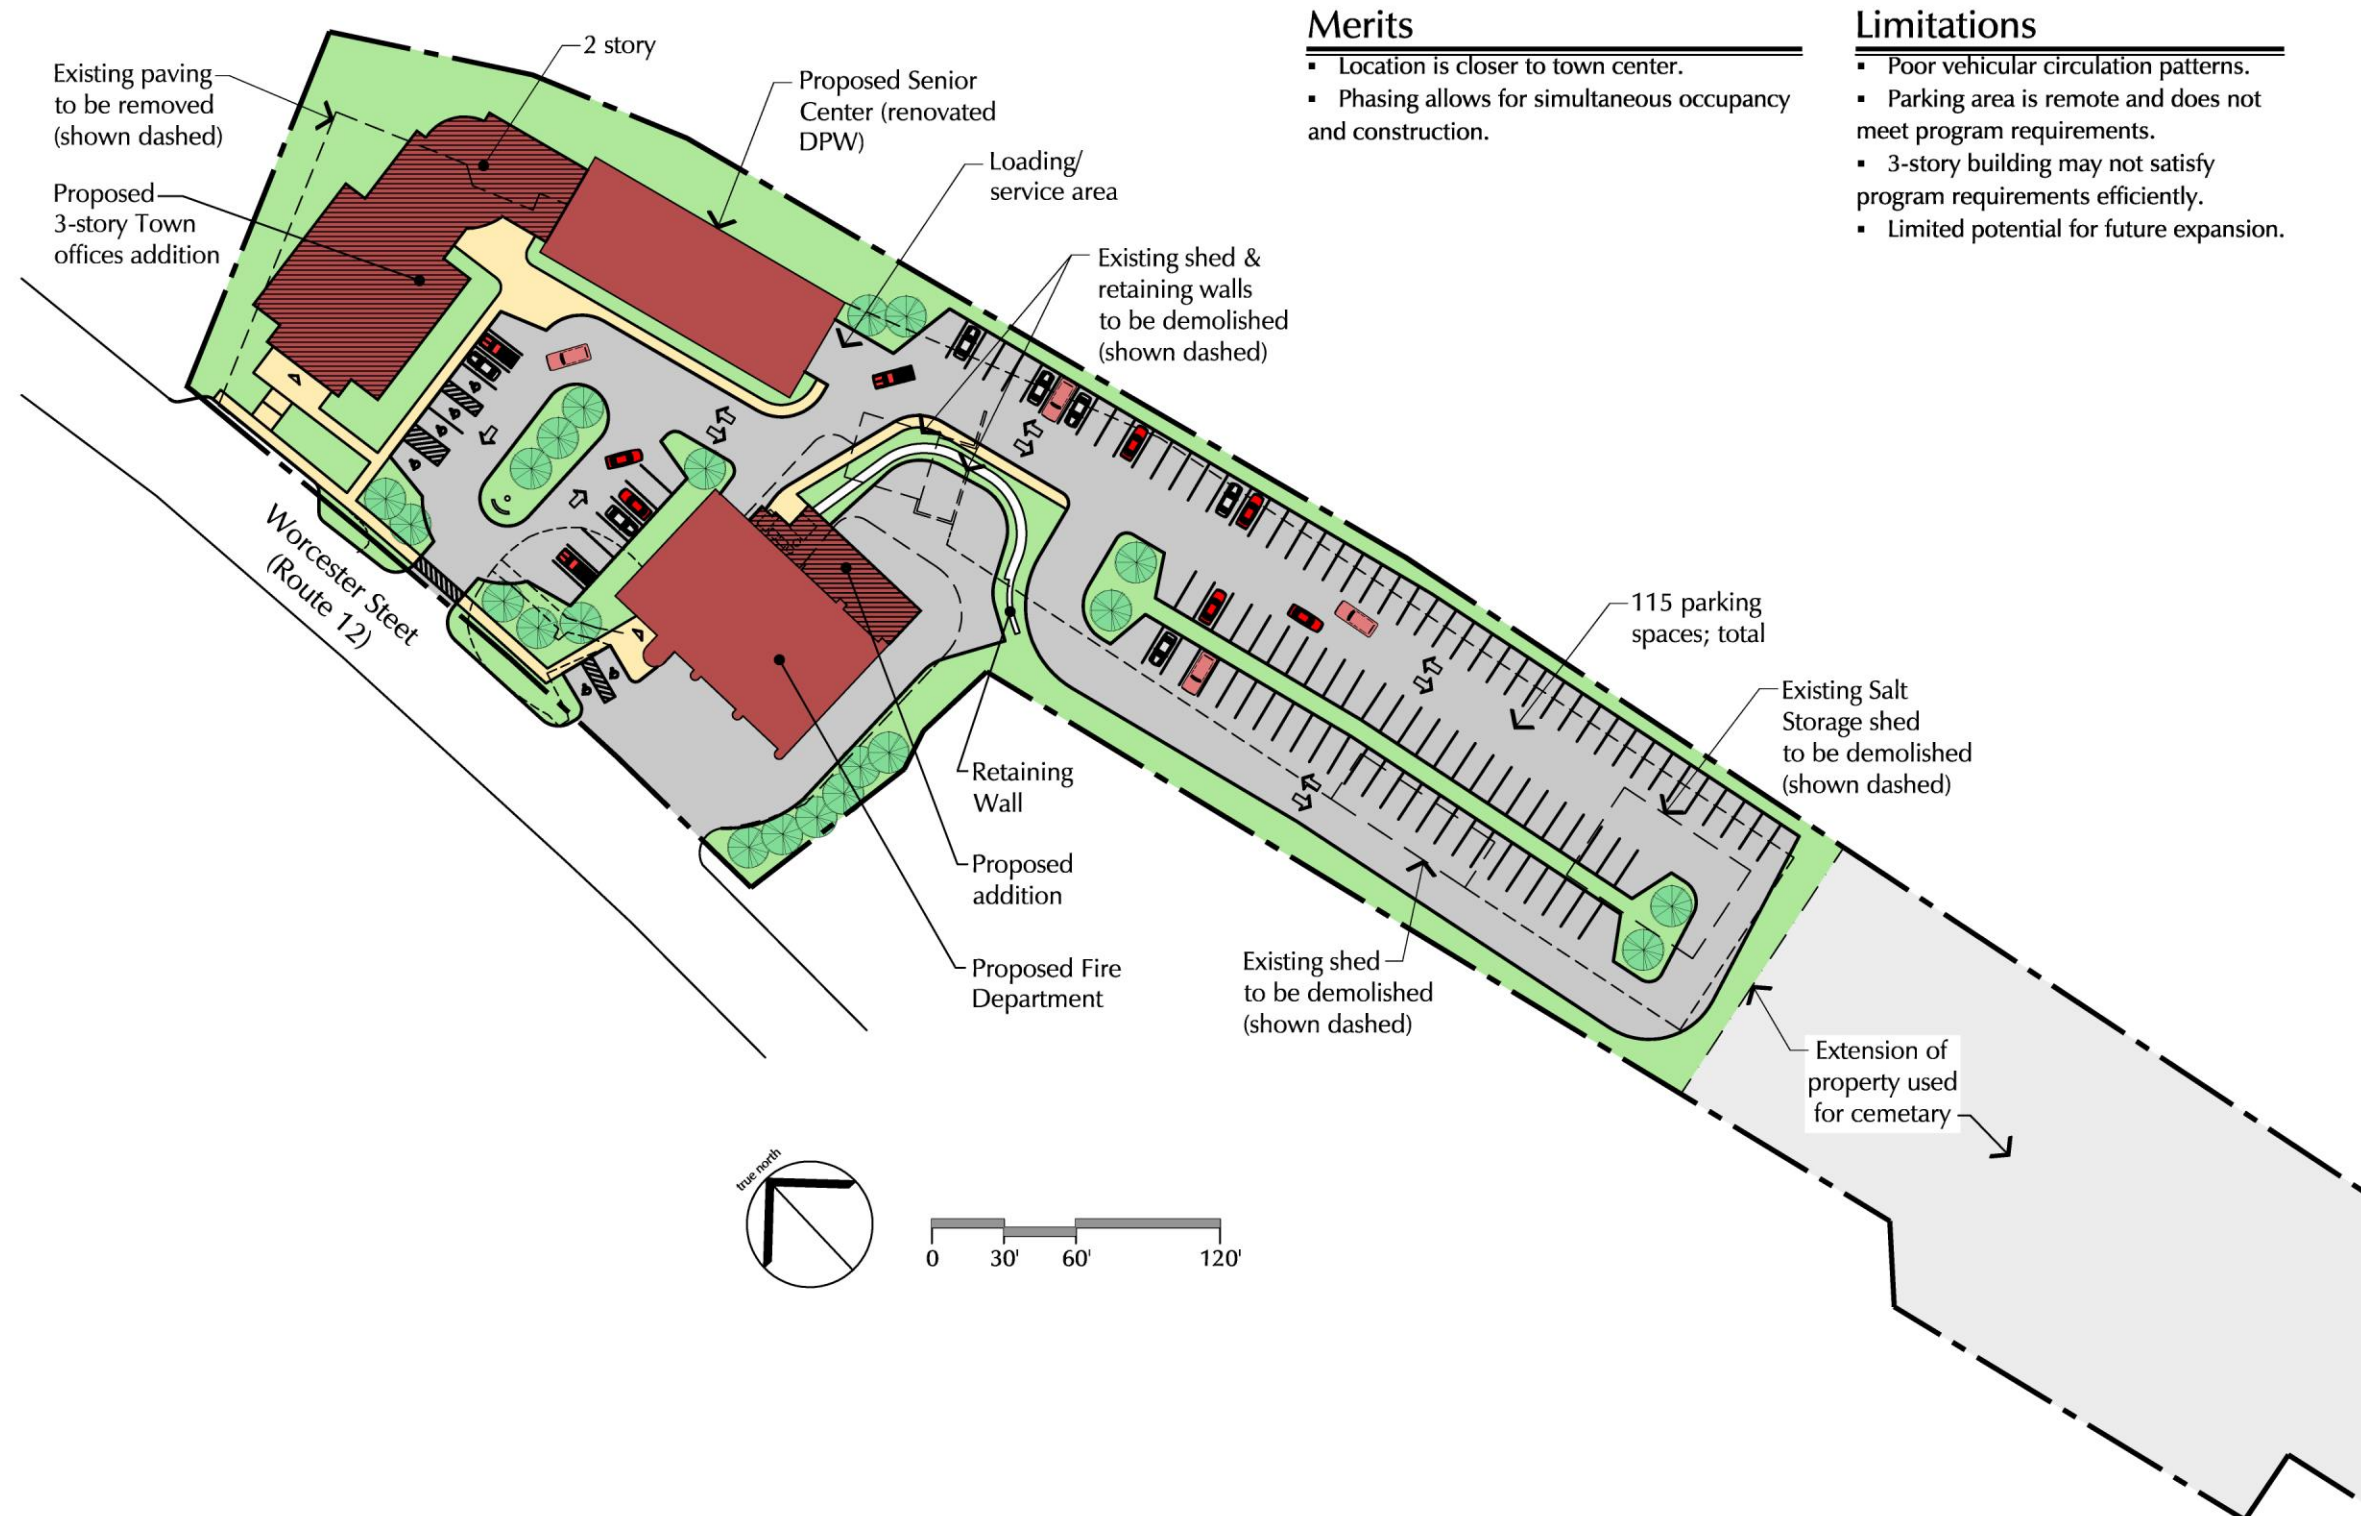 Merits
▪ Location is closer to town center.
▪ Phasing allows for simultaneous occupancy
and construction.
Limitations
▪ Poor vehicular circulation patterns.
▪ Parking area is remote and does not
meet program requirements.
▪ 3-story building may not satisfy
program requirements efficiently.
▪ Limited potential for future expansion.
2 story
Existing paving
to be removed
(shown dashed)
Proposed
3-story Town
offices addition
Proposed Senior
Center (renovated
DPW)
Loading/
service area
Existing shed &
retaining walls
to be demolished
(shown dashed)
Worcester Steet
(Route 12)
115 parking
spaces; total
Existing Salt
Storage shed
to be demolished
(shown dashed)
Retaining
Wall
Proposed
addition
Proposed Fire
Department
Existing shed
to be demolished
(shown dashed)
Extension of
property used
for cemetary
true north
0 30' 60' 120'